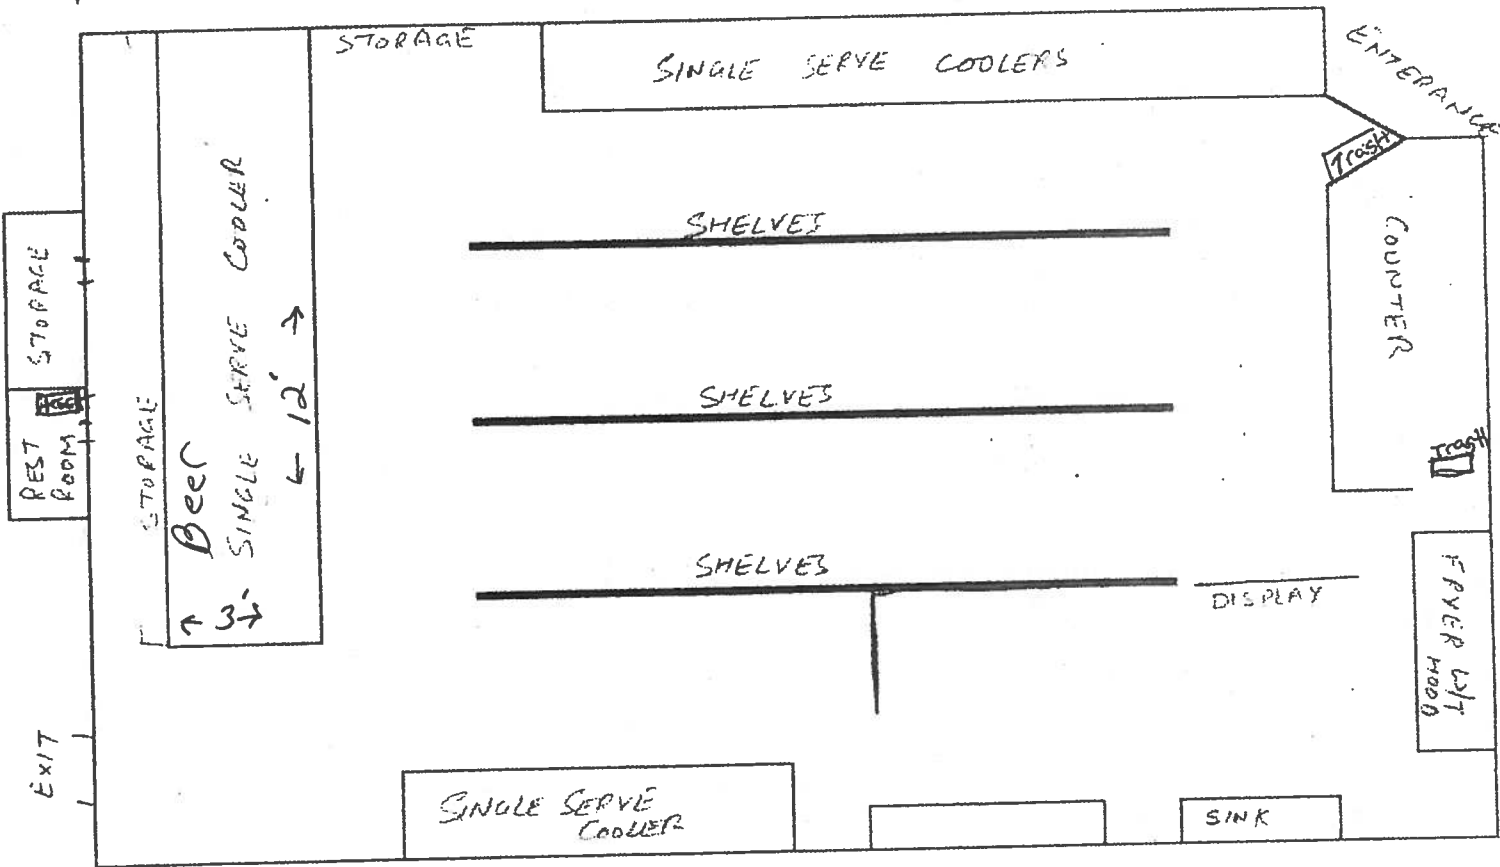 STORAGE
SINGLE SERVE COOLERS
ENTERANCE
Trash
SHELVES
COUNTER
STORAGE
REST
ROOM
STORAGE
Beer
SINGLE SERVE COOLER
← 12' →
← 3' →
SHELVES
Trash
SHELVES
DISPLAY
FRYER W/T
HOOD
EXIT
SINGLE SERVE
COOLER
SINK